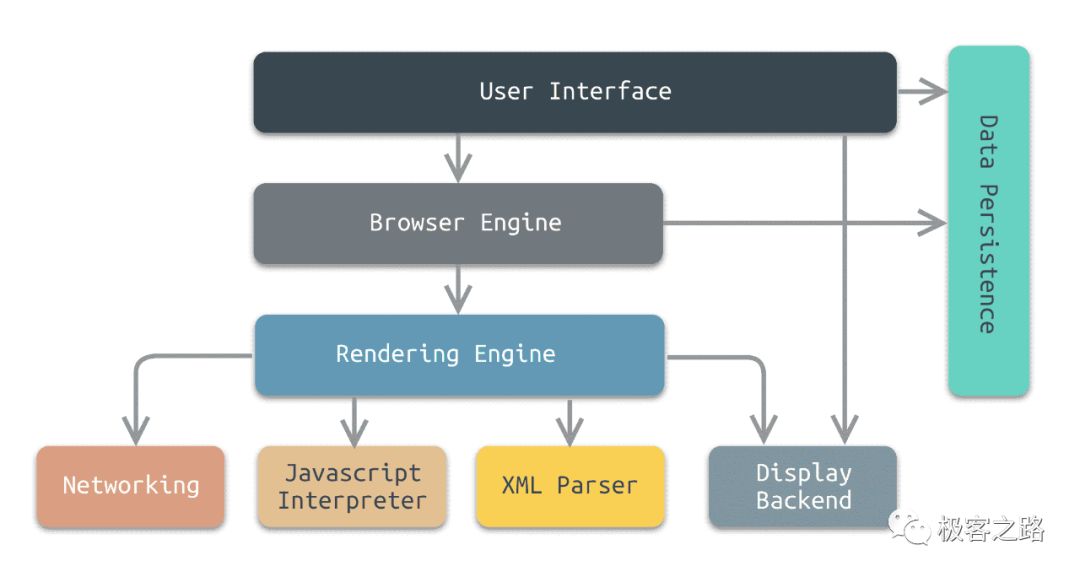 User Interface
Data Persistence
Browser Engine
Rendering Engine
Networking
Javascript
Interpreter
XML Parser
Display
Backend
极客之路